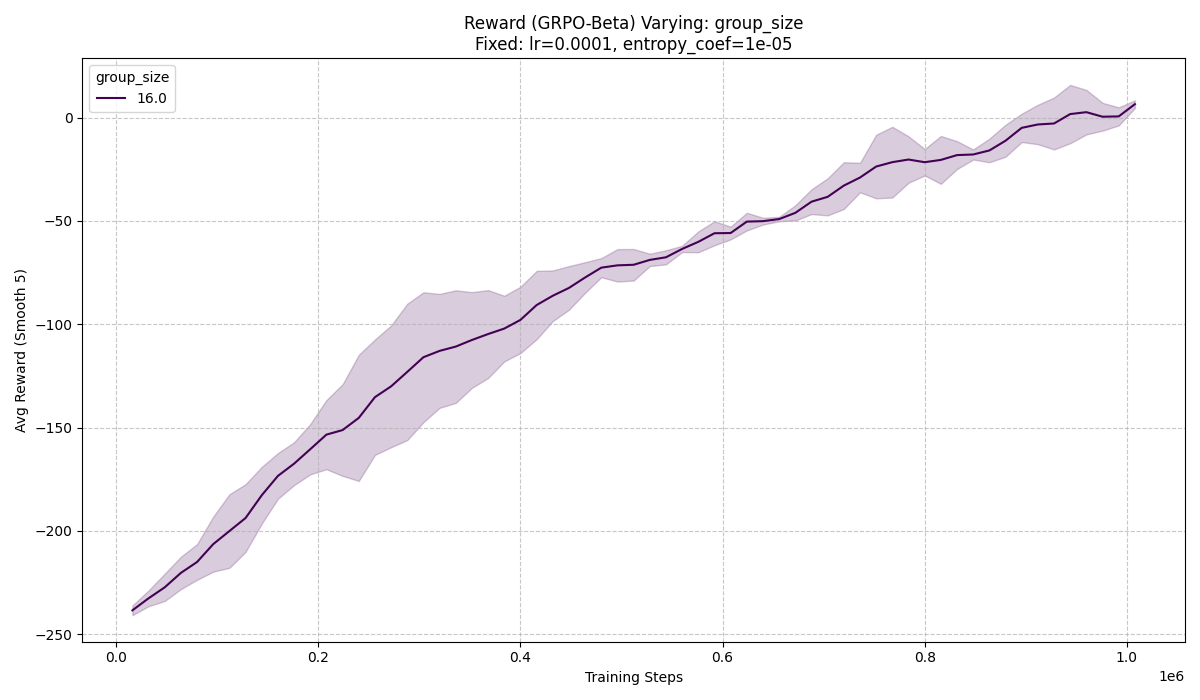 Reward (GRPO-Beta) Varying: group_size
Fixed: lr=0.0001, entropy_coef=1e-05
group_size
16.0
Avg Reward (Smooth 5)
0
−50
−100
−150
−200
−250
0.0 0.2 0.4 0.6 0.8 1.0
1e6
Training Steps